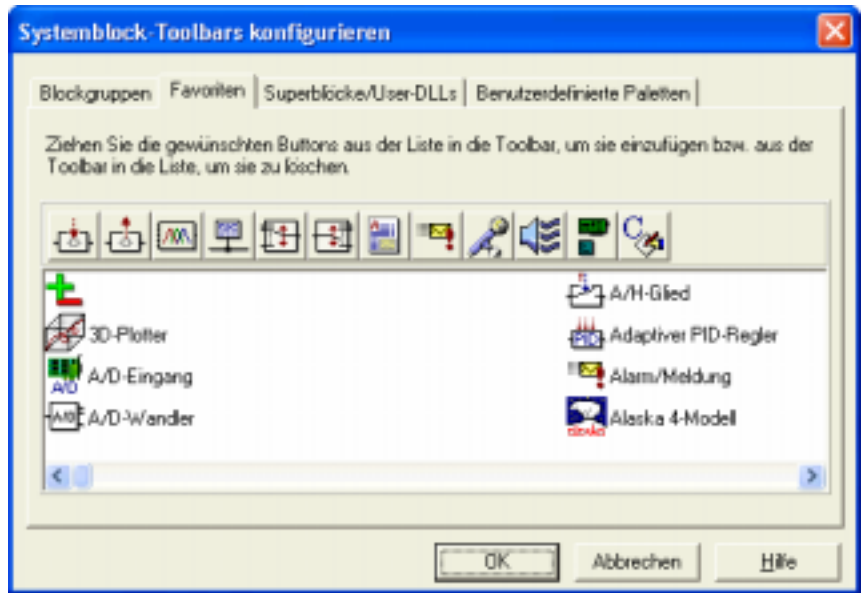 Systemblock-Toolbars konfigurieren
Blockgruppen Favoriten Superblöcke/User-DLLs Benutzerdefinierte Paletten
Ziehen Sie die gewünschten Buttons aus der Liste in die Toolbar, um sie einzufügen bzw. aus der
Toolbar in die Liste, um sie zu löschen.
A/H-Glied
3D-Plotter
PID Adaptiver PID-Regler
A/D A/D-Eingang
Alarm/Meldung
A/D A/D-Wandler
alaska Alaska 4-Modell
OK Abbrechen Hilfe